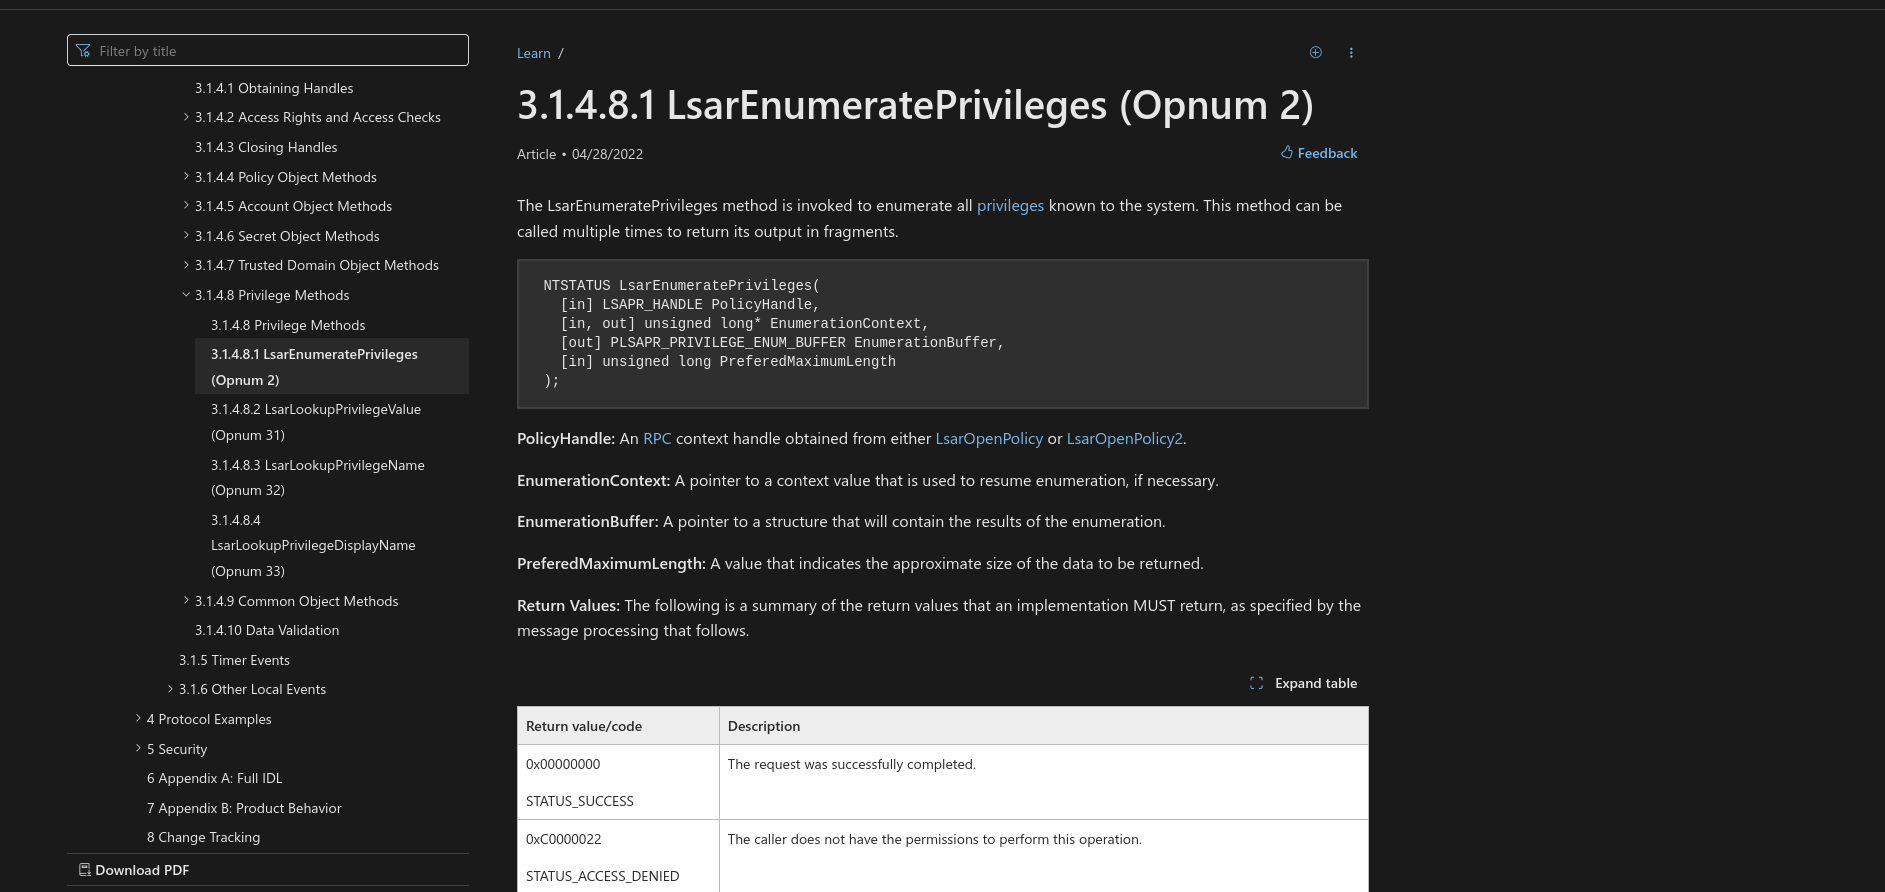 Filter by title
3.1.4.1 Obtaining Handles
3.1.4.2 Access Rights and Access Checks
3.1.4.3 Closing Handles
3.1.4.4 Policy Object Methods
3.1.4.5 Account Object Methods
3.1.4.6 Secret Object Methods
3.1.4.7 Trusted Domain Object Methods
3.1.4.8 Privilege Methods
3.1.4.8 Privilege Methods
3.1.4.8.1 LsarEnumeratePrivileges
(Opnum 2)
3.1.4.8.2 LsarLookupPrivilegeValue
(Opnum 31)
3.1.4.8.3 LsarLookupPrivilegeName
(Opnum 32)
3.1.4.8.4
LsarLookupPrivilegeDisplayName
(Opnum 33)
3.1.4.9 Common Object Methods
3.1.4.10 Data Validation
3.1.5 Timer Events
3.1.6 Other Local Events
4 Protocol Examples
5 Security
6 Appendix A: Full IDL
7 Appendix B: Product Behavior
8 Change Tracking
Download PDF
Learn /
3.1.4.8.1 LsarEnumeratePrivileges (Opnum 2)
Article • 04/28/2022
Feedback
The LsarEnumeratePrivileges method is invoked to enumerate all privileges known to the system. This method can be
called multiple times to return its output in fragments.
NTSTATUS LsarEnumeratePrivileges(
[in] LSAPR_HANDLE PolicyHandle,
[in, out] unsigned long* EnumerationContext,
[out] PLSAPR_PRIVILEGE_ENUM_BUFFER EnumerationBuffer,
[in] unsigned long PreferedMaximumLength
);
PolicyHandle: An RPC context handle obtained from either LsarOpenPolicy or LsarOpenPolicy2.
EnumerationContext: A pointer to a context value that is used to resume enumeration, if necessary.
EnumerationBuffer: A pointer to a structure that will contain the results of the enumeration.
PreferedMaximumLength: A value that indicates the approximate size of the data to be returned.
Return Values: The following is a summary of the return values that an implementation MUST return, as specified by the
message processing that follows.
Expand table
Return value/code Description
0x00000000 The request was successfully completed.
STATUS_SUCCESS
0xC0000022 The caller does not have the permissions to perform this operation.
STATUS_ACCESS_DENIED